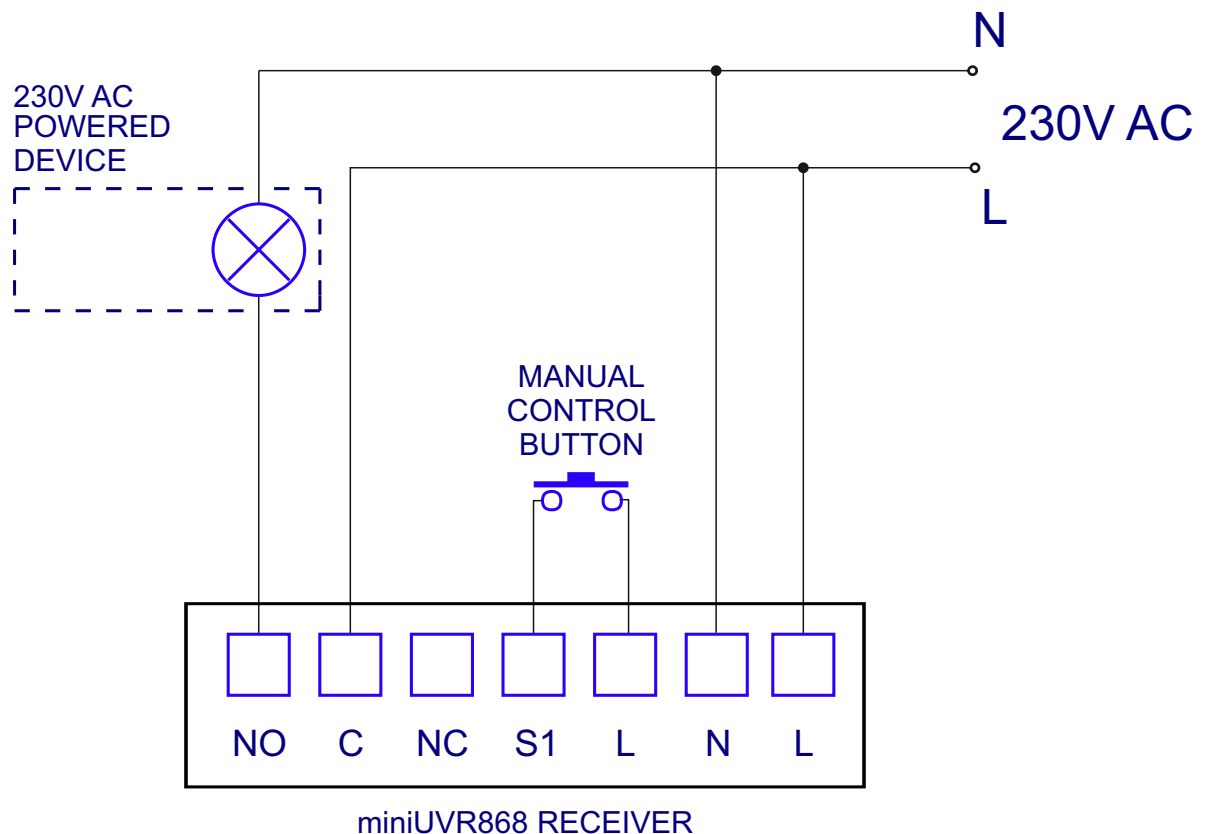 N
230V AC
POWERED
DEVICE
230V AC
L
MANUAL
CONTROL
BUTTON
NO C NC S1 L N L
miniUVR868 RECEIVER